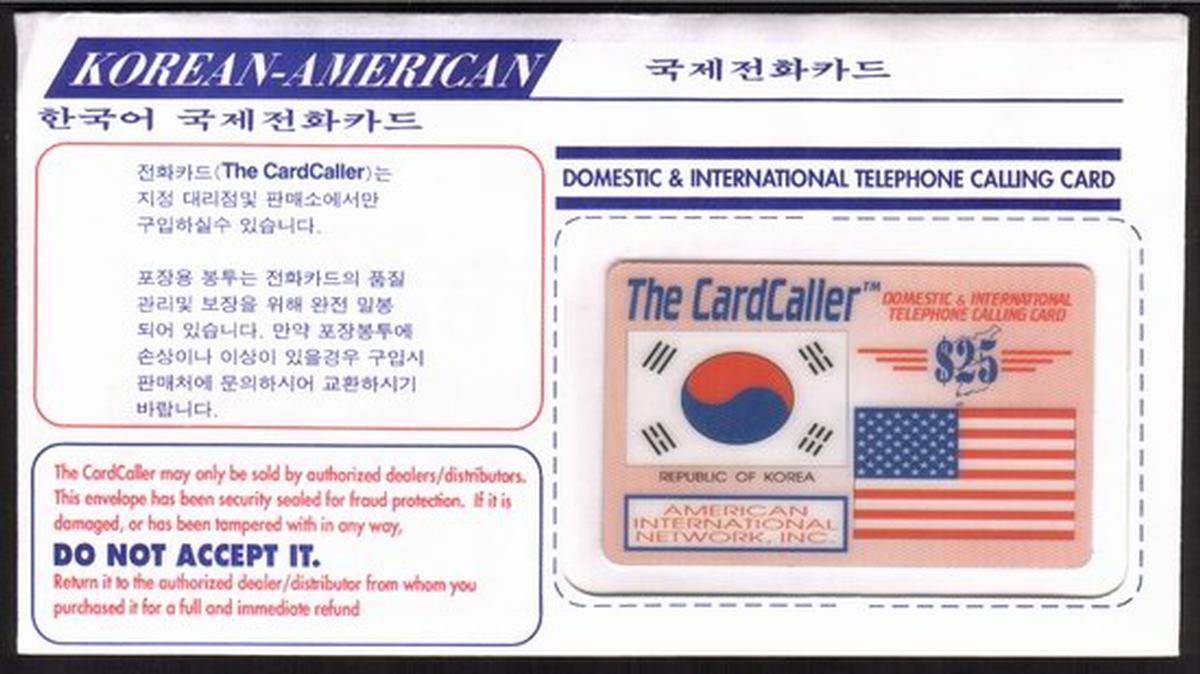 KOREAN-AMERICAN
국제전화카드
한국어 국제전화카드
전화카드(The CardCaller)는
지정 대리점및 판매소에서만
구입하실수 있습니다.
포장용 봉투는 전화카드의 품질
관리및 보장을 위해 완전 밀봉
되어 있습니다. 만약 포장봉투에
손상이나 이상이 있을경우 구입시
판매처에 문의하시어 교환하시기
바랍니다.
The CardCaller may only be sold by authorized dealers/distributors.
This envelope has been security sealed for fraud protection. If it is
damaged, or has been tampered with in any way,
DO NOT ACCEPT IT.
Return it to the authorized dealer/distributor from whom you
purchased it for a full and immediate refund
DOMESTIC & INTERNATIONAL TELEPHONE CALLING CARD
The CardCaller™
DOMESTIC & INTERNATIONAL
TELEPHONE CALLING CARD
$25
REPUBLIC OF KOREA
AMERICAN
INTERNATIONAL
NETWORK, INC.